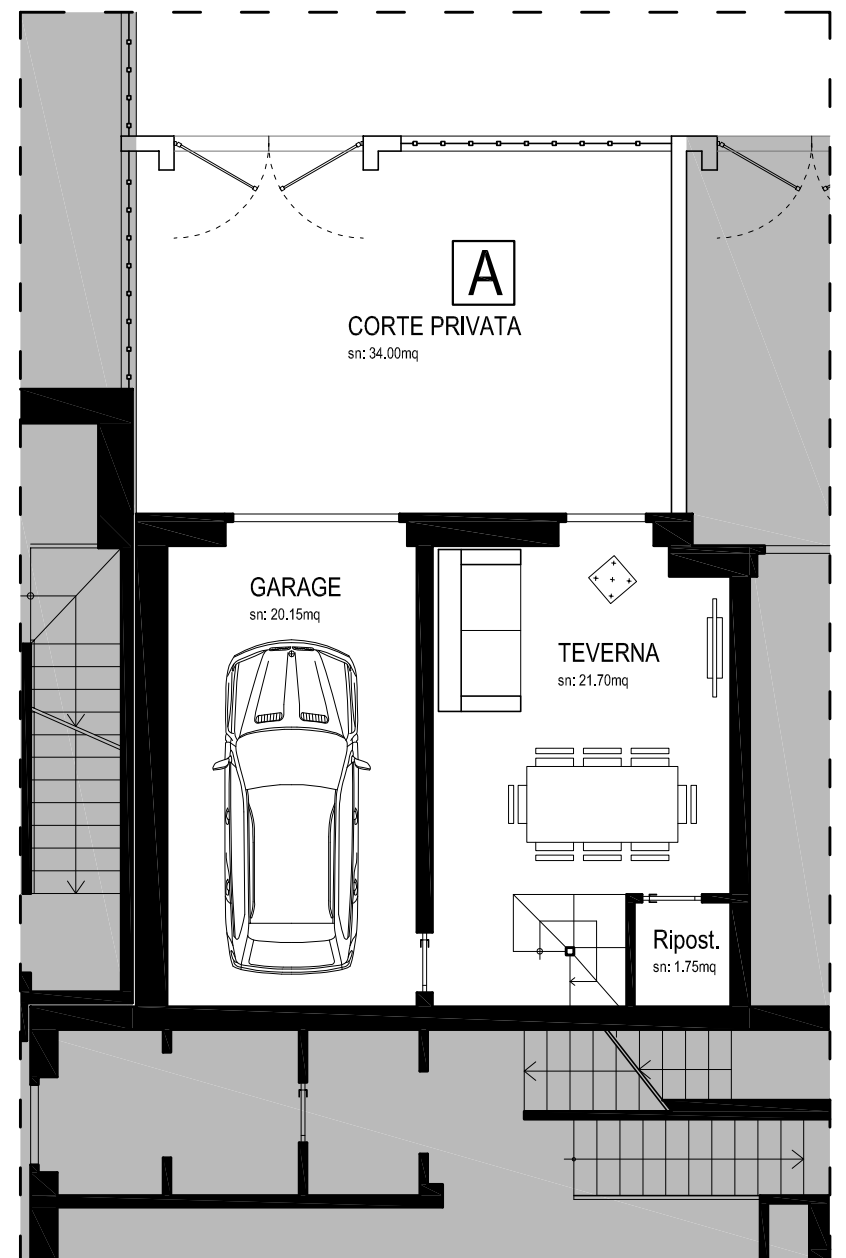 A
CORTE PRIVATA
sn: 34.00mq
GARAGE
sn: 20.15mq
TEVERNA
sn: 21.70mq
Ripost.
sn: 1.75mq